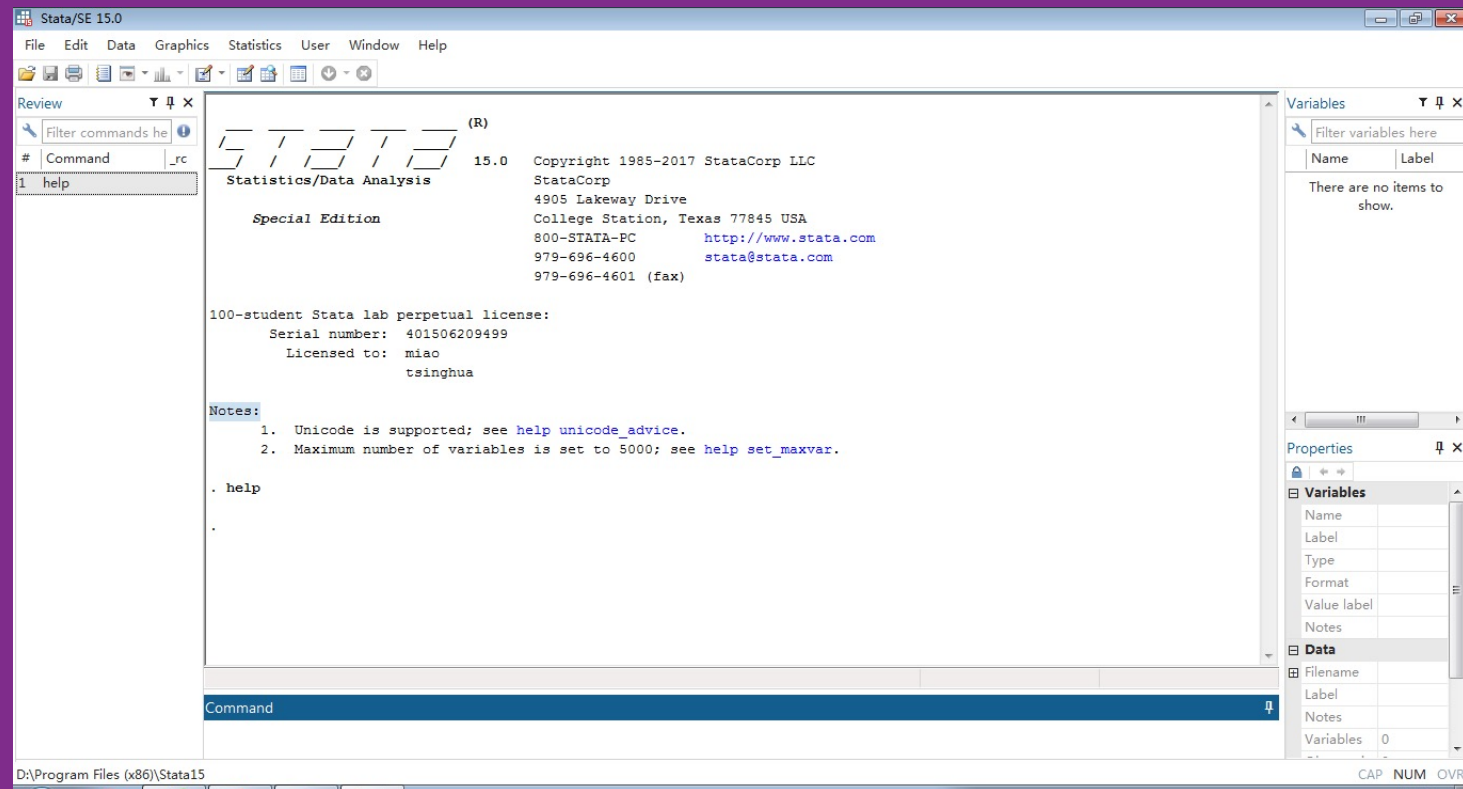 Stata/SE 15.0
File Edit Data Graphics Statistics User Window Help
Review
Filter commands he
# Command _rc
1 help
(R)
15.0 Copyright 1985-2017 StataCorp LLC
Statistics/Data Analysis StataCorp
4905 Lakeway Drive
Special Edition College Station, Texas 77845 USA
800-STATA-PC http://www.stata.com
979-696-4600 stata@stata.com
979-696-4601 (fax)
100-student Stata lab perpetual license:
Serial number: 401506209499
Licensed to: miao
tsinghua
Notes:
1. Unicode is supported; see help unicode_advice.
2. Maximum number of variables is set to 5000; see help set_maxvar.
. help
.
Command
Variables
Filter variables here
Name Label
There are no items to
show.
Properties
Variables
Name
Label
Type
Format
Value label
Notes
Data
Filename
Label
Notes
Variables 0
D:\Program Files (x86)\Stata15
CAP NUM OVR